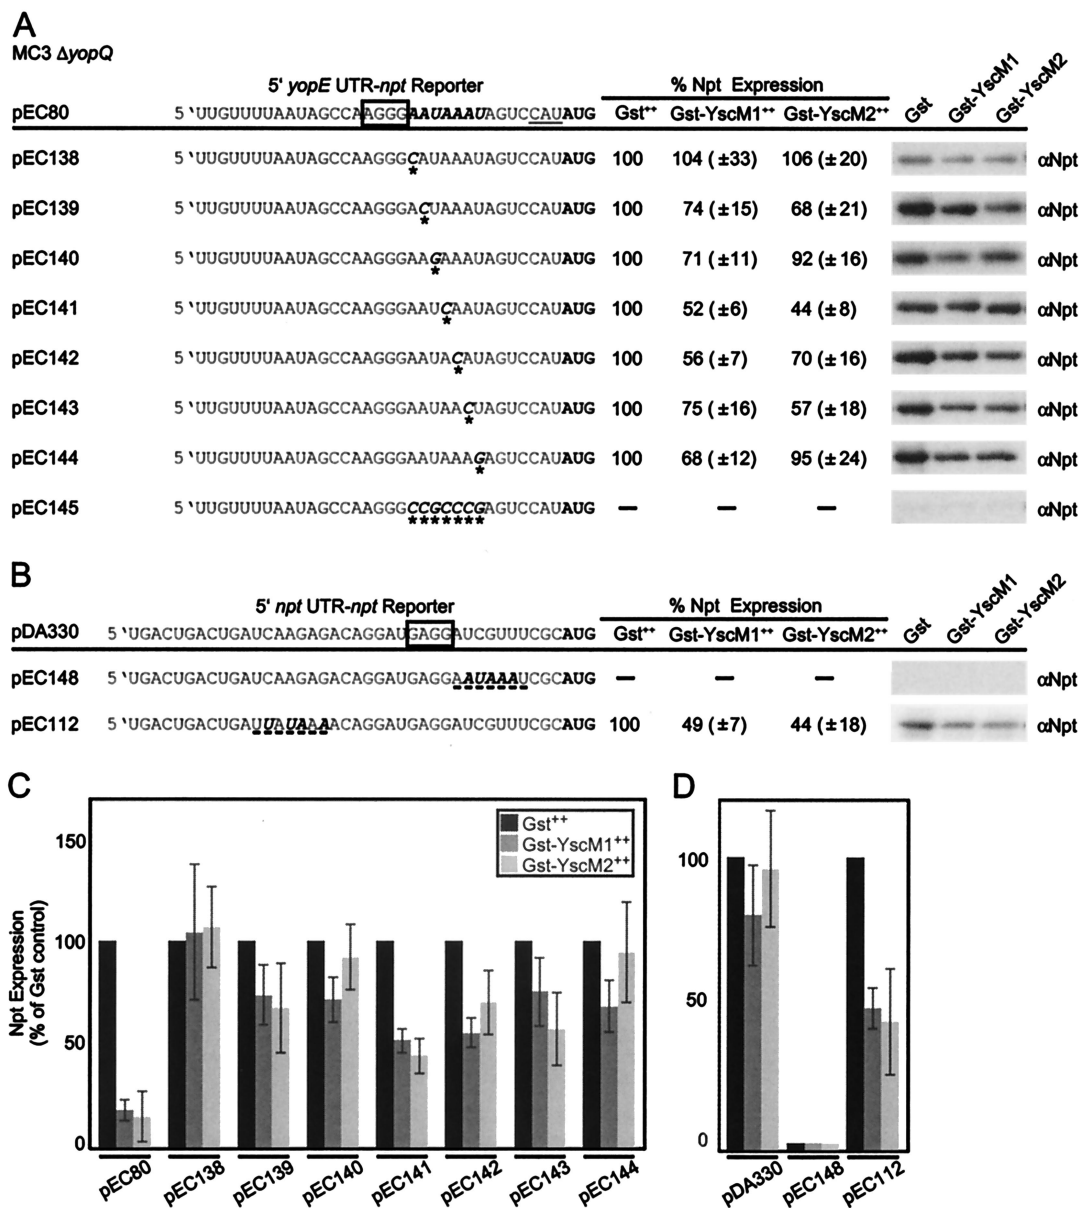 A
MC3 ΔyopQ
5' yopE UTR-npt Reporter
% Npt Expression
Gst
Gst-YscM1
Gst-YscM2
pEC80 5'UUGUUUUAAUAGCCAAGGGAAUAAAUAGUCCAUAUG Gst++ Gst-YscM1++ Gst-YscM2++
pEC138 5'UUGUUUUAAUAGCCAAGGGCAUAAAUAGUCCAUAUG 100 104 (±33) 106 (±20) αNpt
*
pEC139 5'UUGUUUUAAUAGCCAAGGGACUAAAUAGUCCAUAUG 100 74 (±15) 68 (±21) αNpt
*
pEC140 5'UUGUUUUAAUAGCCAAGGGAAGAAAUAGUCCAUAUG 100 71 (±11) 92 (±16) αNpt
*
pEC141 5'UUGUUUUAAUAGCCAAGGGAAUCAAUAGUCCAUAUG 100 52 (±6) 44 (±8) αNpt
*
pEC142 5'UUGUUUUAAUAGCCAAGGGAAUACAUAGUCCAUAUG 100 56 (±7) 70 (±16) αNpt
*
pEC143 5'UUGUUUUAAUAGCCAAGGGAAUAACUAGUCCAUAUG 100 75 (±16) 57 (±18) αNpt
*
pEC144 5'UUGUUUUAAUAGCCAAGGGAAUAAAGAGUCCAUAUG 100 68 (±12) 95 (±24) αNpt
*
pEC145 5'UUGUUUUAAUAGCCAAGGGCCGCCCGAGUCCAUAUG – – – αNpt
*******
B
5' npt UTR-npt Reporter
% Npt Expression
Gst
Gst-YscM1
Gst-YscM2
pDA330 5'UGACUGACUGAUCAAGAGACAGGAUGAGGAUCGUUUCGCAUG Gst++ Gst-YscM1++ Gst-YscM2++
pEC148 5'UGACUGACUGAUCAAGAGACAGGAUGAGGAAUAAAUCGCAUG – – – αNpt
pEC112 5'UGACUGACUGAUUAUAAAACAGGAUGAGGAUCGUUUCGCAUG 100 49 (±7) 44 (±18) αNpt
C
Npt Expression
(% of Gst control)
150
100
50
0
Gst++
Gst-YscM1++
Gst-YscM2++
pEC80
pEC138
pEC139
pEC140
pEC141
pEC142
pEC143
pEC144
D
100
50
0
pDA330
pEC148
pEC112